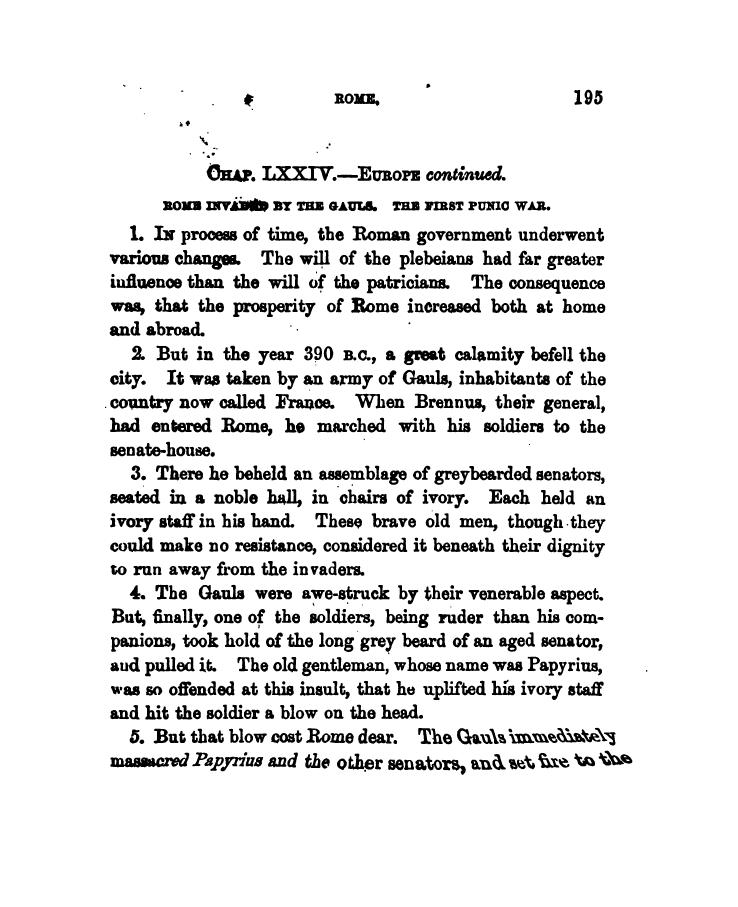 ROME. 195
CHAP. LXXIV.—EUROPE continued.
ROME INVADED BY THE GAULS. THE FIRST PUNIC WAR.
1. IN process of time, the Roman government underwent
various changes. The will of the plebeians had far greater
influence than the will of the patricians. The consequence
was, that the prosperity of Rome increased both at home
and abroad.
2. But in the year 390 B.C., a great calamity befell the
city. It was taken by an army of Gauls, inhabitants of the
country now called France. When Brennus, their general,
had entered Rome, he marched with his soldiers to the
senate-house.
3. There he beheld an assemblage of greybearded senators,
seated in a noble hall, in chairs of ivory. Each held an
ivory staff in his hand. These brave old men, though they
could make no resistance, considered it beneath their dignity
to run away from the invaders.
4. The Gauls were awe-struck by their venerable aspect.
But, finally, one of the soldiers, being ruder than his com-
panions, took hold of the long grey beard of an aged senator,
and pulled it. The old gentleman, whose name was Papyrius,
was so offended at this insult, that he uplifted his ivory staff
and hit the soldier a blow on the head.
5. But that blow cost Rome dear. The Gauls immediately
massacred Papyrius and the other senators, and set fire to the